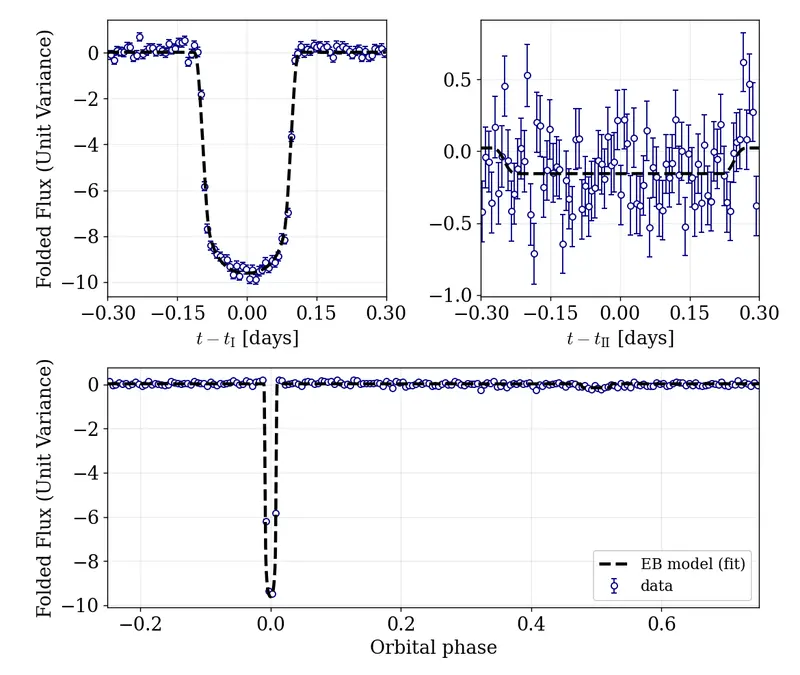 Folded Flux (Unit Variance)
0
−2
−4
−6
−8
−10
−0.30 −0.15 0.00 0.15 0.30
t − tI [days]
0.5
0.0
−0.5
−1.0
−0.30 −0.15 0.00 0.15 0.30
t − tII [days]
Folded Flux (Unit Variance)
0
−2
−4
−6
−8
−10
−0.2 0.0 0.2 0.4 0.6
Orbital phase
EB model (fit)
data